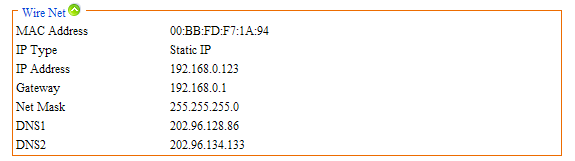 Wire Net
MAC Address 00:BB:FD:F7:1A:94
IP Type Static IP
IP Address 192.168.0.123
Gateway 192.168.0.1
Net Mask 255.255.255.0
DNS1 202.96.128.86
DNS2 202.96.134.133